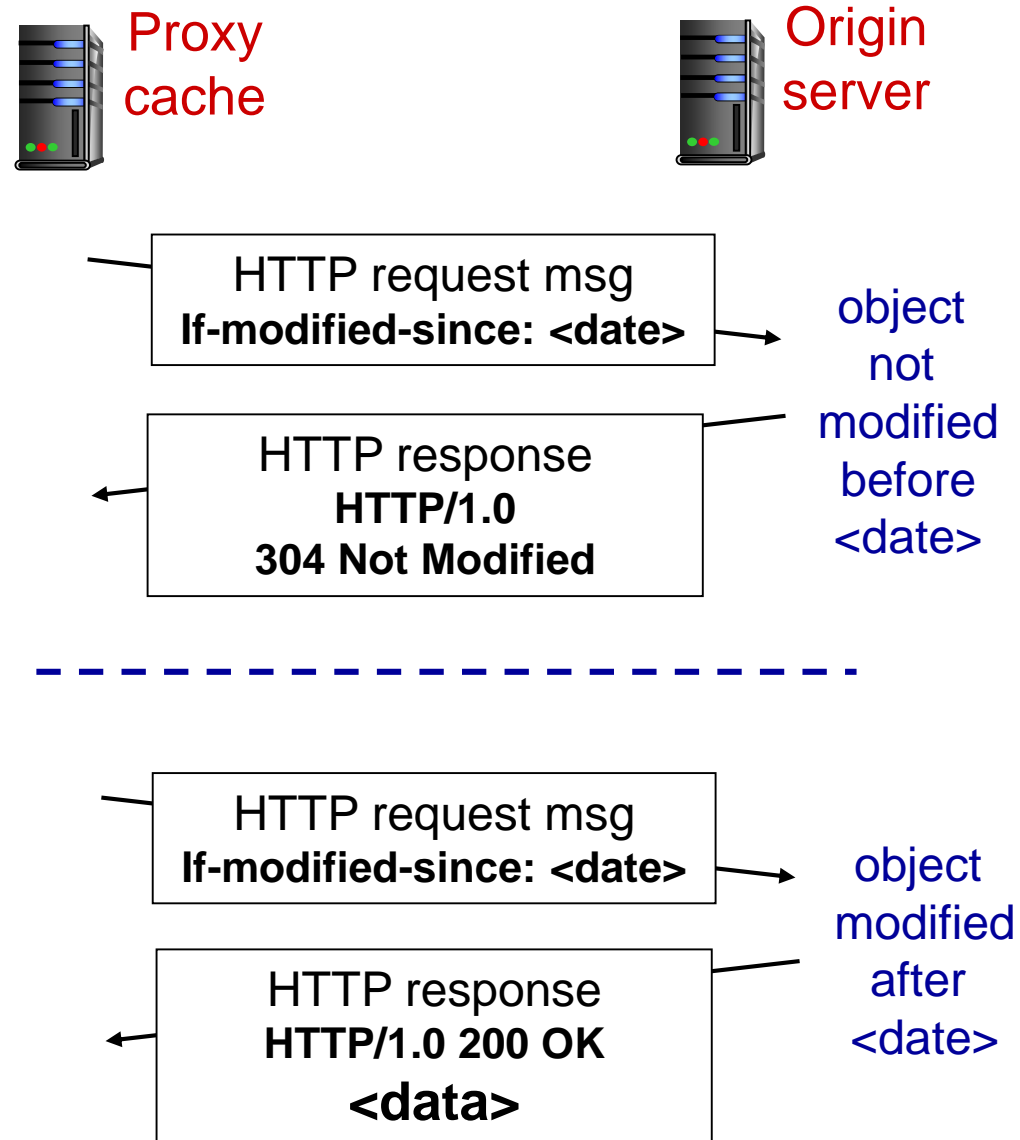 Proxy
cache
Origin
server
HTTP request msg
If-modified-since: <date>
object
not
modified
before
<date>
HTTP response
HTTP/1.0
304 Not Modified
HTTP request msg
If-modified-since: <date>
object
modified
after
<date>
HTTP response
HTTP/1.0 200 OK
<data>